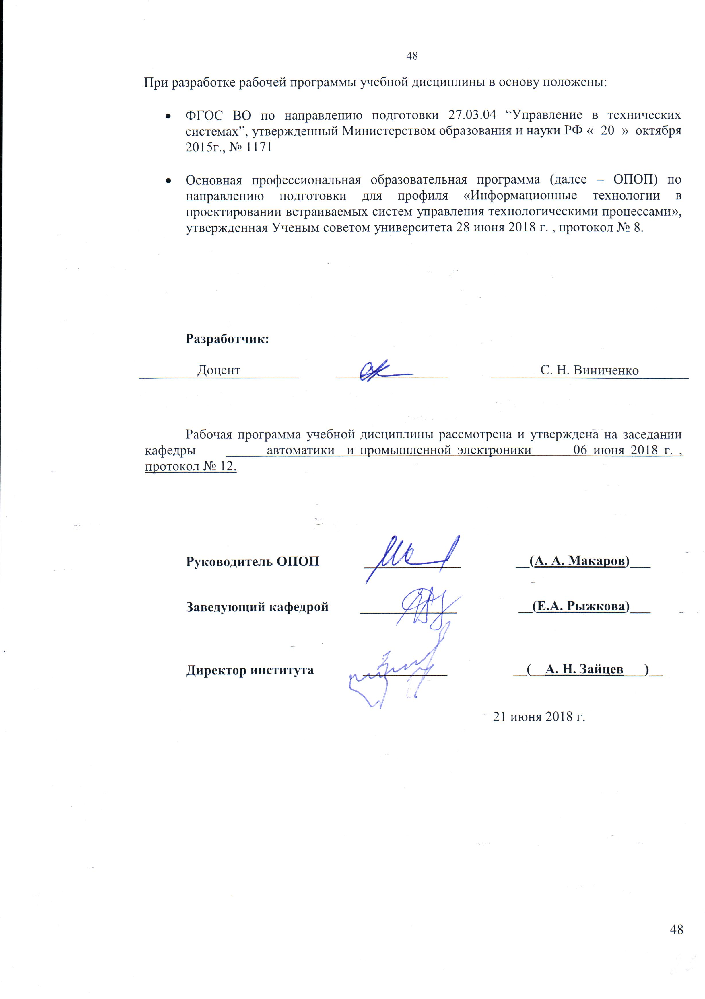 48
При разработке рабочей программы учебной дисциплины в основу положены:
• ФГОС ВО по направлению подготовки 27.03.04 “Управление в технических
системах”, утвержденный Министерством образования и науки РФ « 20 » октября
2015г., № 1171
• Основная профессиональная образовательная программа (далее – ОПОП) по
направлению подготовки для профиля «Информационные технологии в
проектировании встраиваемых систем управления технологическими процессами»,
утвержденная Ученым советом университета 28 июня 2018 г. , протокол № 8.
Разработчик:
Доцент С. Н. Виниченко
Рабочая программа учебной дисциплины рассмотрена и утверждена на заседании
кафедры автоматики и промышленной электроники 06 июня 2018 г. ,
протокол № 12.
Руководитель ОПОП (А. А. Макаров)
Заведующий кафедрой (Е.А. Рыжкова)
Директор института ( А. Н. Зайцев )
21 июня 2018 г.
48